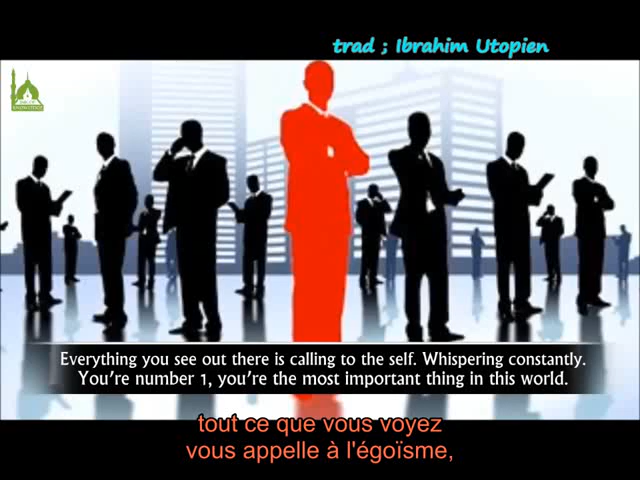 trad ; Ibrahim Utopien
Everything you see out there is calling to the self. Whispering constantly.
You're number 1, you're the most important thing in this world.
tout ce que vous voyez
vous appelle à l'égoïsme,